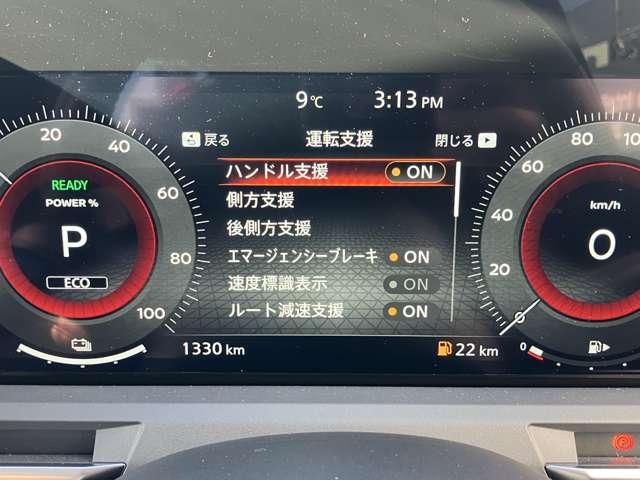 9℃ 3:13 PM
戻る 運転支援 閉じる
ハンドル支援 ON
側方支援
後側方支援
エマージェンシーブレーキ ON
速度標識表示 ON
ルート減速支援 ON
20 40 60 80 100
READY
POWER %
P
ECO
20 40 60 80 10
km/h
0
1330 km
22 km
0